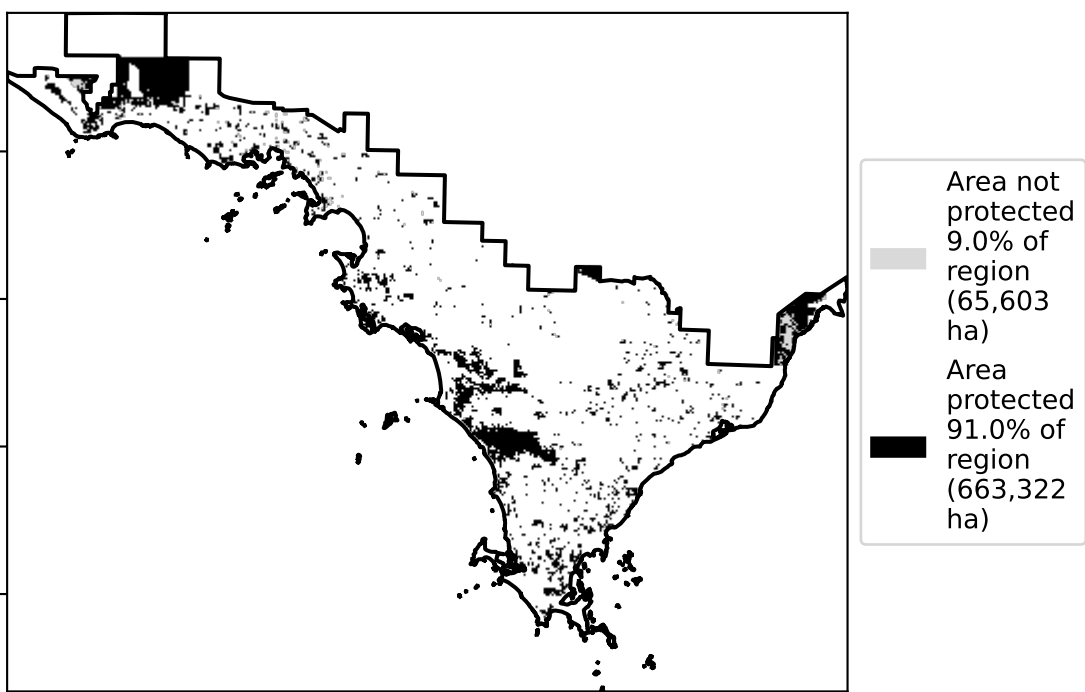 Area not
protected
9.0% of
region
(65,603
ha)
Area
protected
91.0% of
region
(663,322
ha)